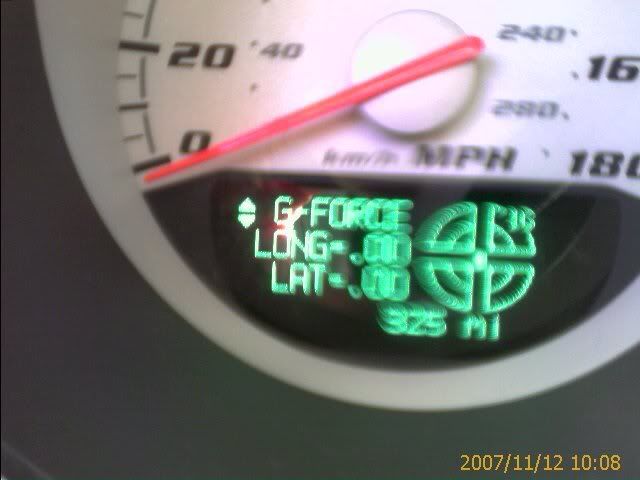 240
20 40 16
280
0
km/h MPH 180
G-FORCE
LONG=.00
LAT=.00
325 MI
2007/11/12 10:08